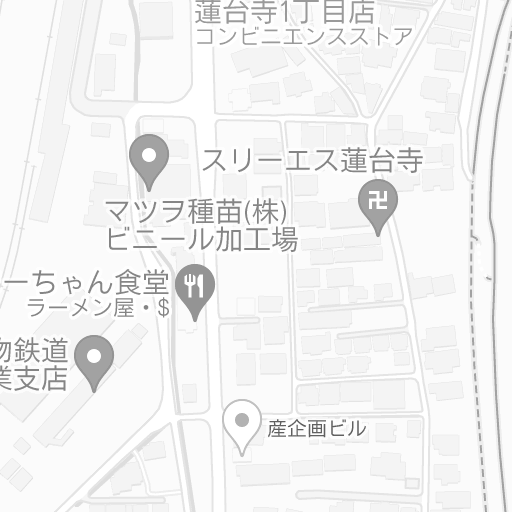 蓮台寺1丁目店
コンビニエンスストア
スリーエス蓮台寺
マツヲ種苗(株)
ビニール加工場
ーちゃん食堂
ラーメン屋・$
物鉄道
業支店
産企画ビル